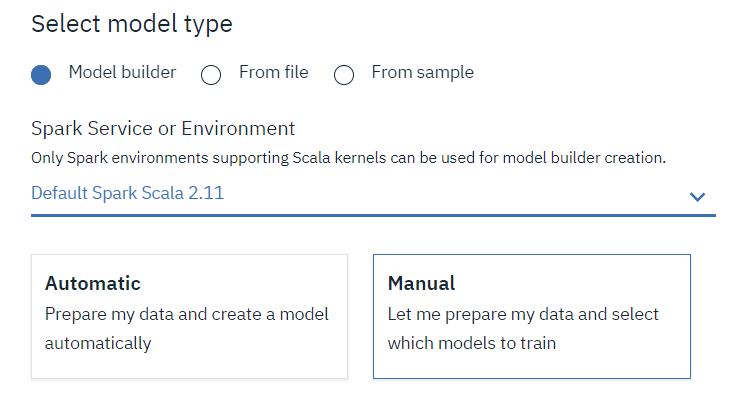 Select model type
Model builder From file From sample
Spark Service or Environment
Only Spark environments supporting Scala kernels can be used for model builder creation.
Default Spark Scala 2.11
Automatic
Prepare my data and create a model
automatically
Manual
Let me prepare my data and select
which models to train